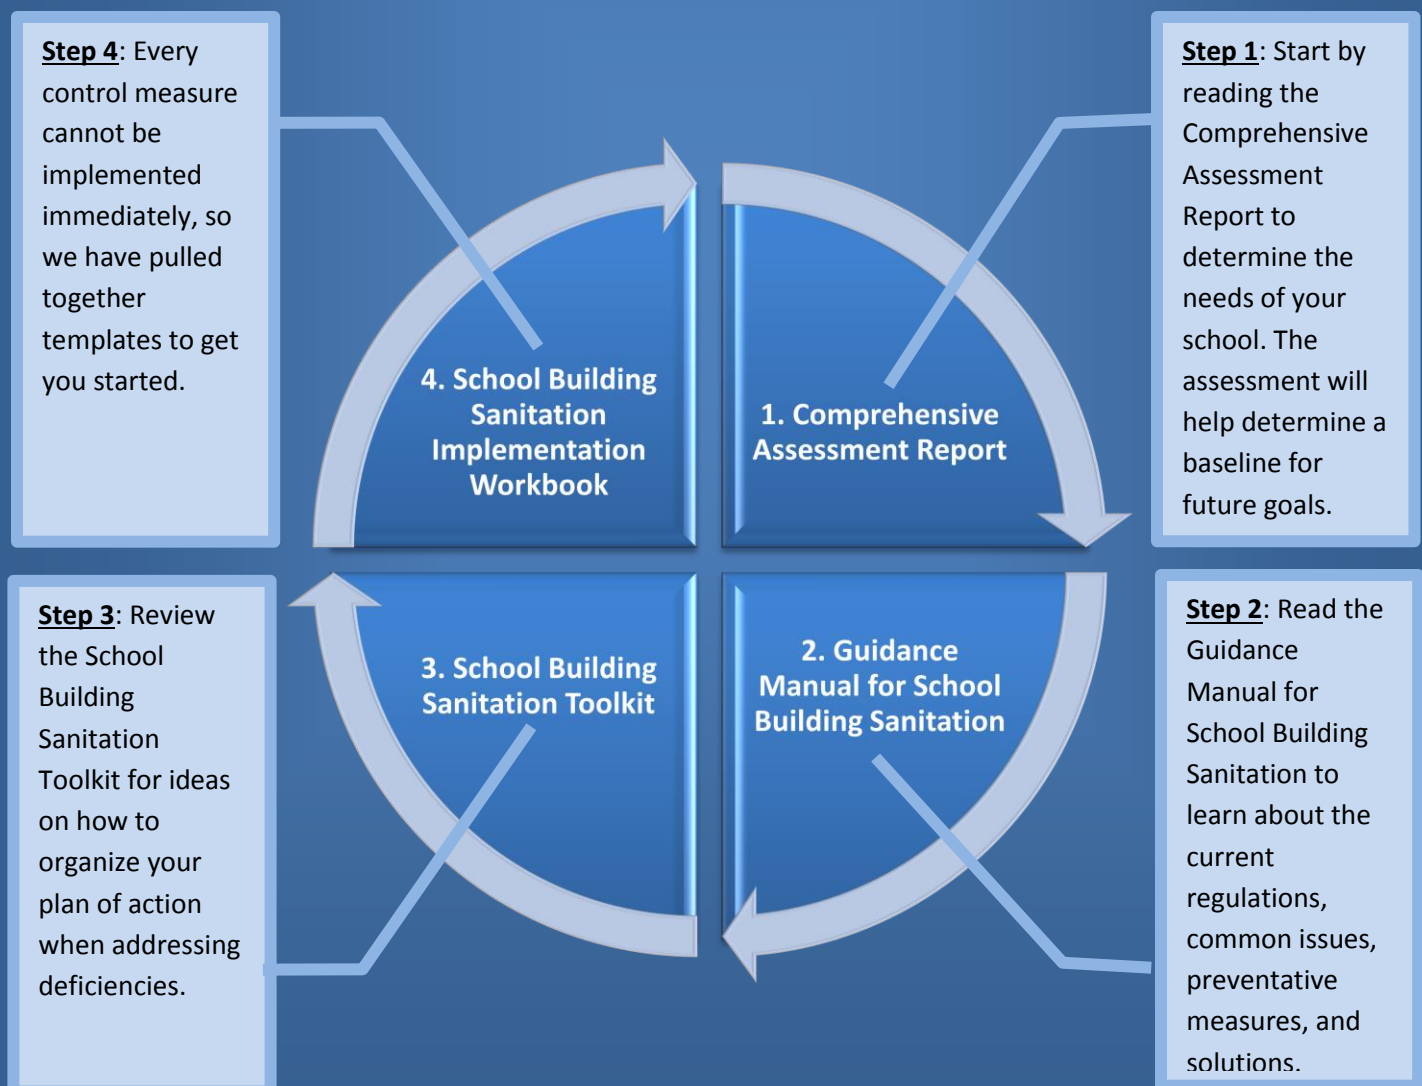 Step 4: Every
control measure
cannot be
implemented
immediately, so
we have pulled
together
templates to get
you started.
Step 1: Start by
reading the
Comprehensive
Assessment
Report to
determine the
needs of your
school. The
assessment will
help determine a
baseline for
future goals.
4. School Building
Sanitation
Implementation
Workbook
1. Comprehensive
Assessment Report
3. School Building
Sanitation Toolkit
2. Guidance
Manual for School
Building Sanitation
Step 3: Review
the School
Building
Sanitation
Toolkit for ideas
on how to
organize your
plan of action
when addressing
deficiencies.
Step 2: Read the
Guidance
Manual for
School Building
Sanitation to
learn about the
current
regulations,
common issues,
preventative
measures, and
solutions.